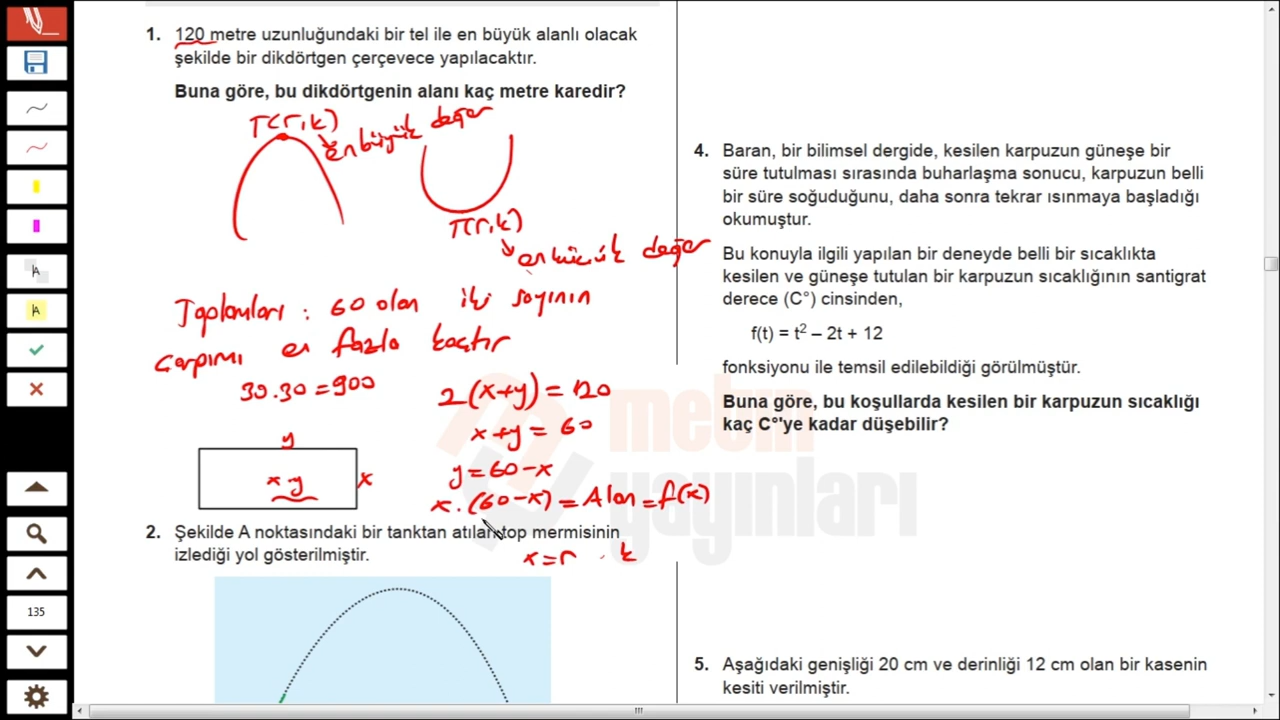 1. 120 metre uzunluğundaki bir tel ile en büyük alanlı olacak
şekilde bir dikdörtgen çerçevece yapılacaktır.
Buna göre, bu dikdörtgenin alanı kaç metre karedir?
T(r,k)
en büyük değer
T(r,k)
en küçük değer
Toplamları : 60 olan iki sayının
çarpımı en fazla kaçtır
30.30=900
2(x+y)=120
x+y=60
y=60-x
x.(60-x)=Alan=f(x)
x=r
k
y
x.y
x
2. Şekilde A noktasındaki bir tanktan atılan top mermisinin
izlediği yol gösterilmiştir.
4. Baran, bir bilimsel dergide, kesilen karpuzun güneşe bir
süre tutulması sırasında buharlaşma sonucu, karpuzun belli
bir süre soğuduğunu, daha sonra tekrar ısınmaya başladığı
okumuştur.
Bu konuyla ilgili yapılan bir deneyde belli bir sıcaklıkta
kesilen ve güneşe tutulan bir karpuzun sıcaklığının santigrat
derece (C°) cinsinden,
f(t) = t² – 2t + 12
fonksiyonu ile temsil edilebildiği görülmüştür.
Buna göre, bu koşullarda kesilen bir karpuzun sıcaklığı
kaç C°'ye kadar düşebilir?
5. Aşağıdaki genişliği 20 cm ve derinliği 12 cm olan bir kasenin
kesiti verilmiştir.
metin
yayınları
A
A
135